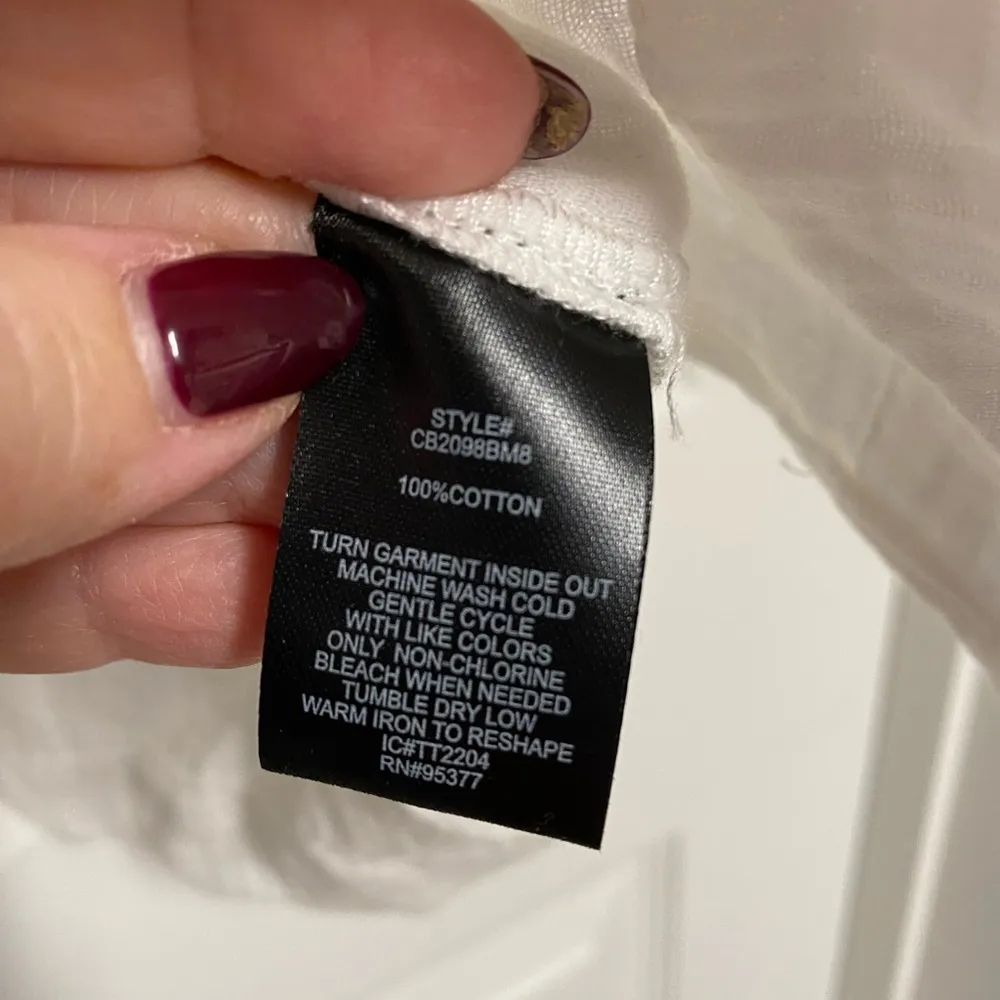 STYLE#
CB2098BM8
100%COTTON
TURN GARMENT INSIDE OUT
MACHINE WASH COLD
GENTLE CYCLE
WITH LIKE COLORS
ONLY NON-CHLORINE
BLEACH WHEN NEEDED
TUMBLE DRY LOW
WARM IRON TO RESHAPE
IC#TT2204
RN#95377